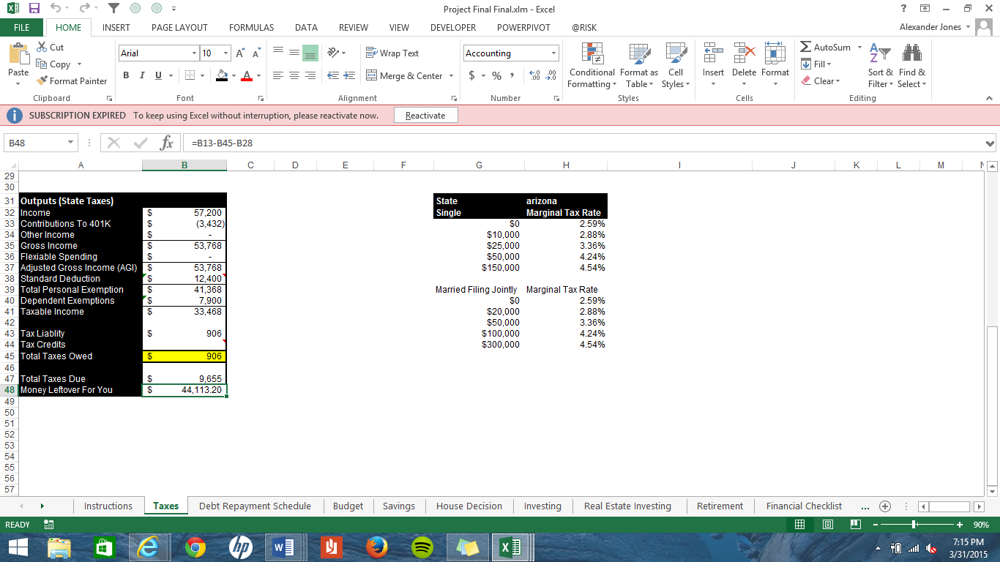 Project Final Final.xlm - Excel
?
FILE HOME INSERT PAGE LAYOUT FORMULAS DATA REVIEW VIEW DEVELOPER POWERPIVOT @RISK Alexander Jones
Paste Cut Copy Format Painter
Arial 10
B I U
Wrap Text
Merge & Center
Accounting
$ % ,
Conditional Formatting Format as Table Cell Styles
Insert Delete Format
AutoSum Fill Clear
Sort & Filter Find & Select
Clipboard Font Alignment Number Styles Cells Editing
SUBSCRIPTION EXPIRED To keep using Excel without interruption, please reactivate now. Reactivate
B48 fx =B13-B45-B28
A B C D E F G H I J K L M
29
30
31 Outputs (State Taxes) State arizona
32 Income $ 57,200 Single Marginal Tax Rate
33 Contributions To 401K $ (3,432) $0 2.59%
34 Other Income $ - $10,000 2.88%
35 Gross Income $ 53,768 $25,000 3.36%
36 Flexiable Spending $ - $50,000 4.24%
37 Adjusted Gross Income (AGI) $ 53,768 $150,000 4.54%
38 Standard Deduction $ 12,400
39 Total Personal Exemption $ 41,368 Married Filing Jointly Marginal Tax Rate
40 Dependent Exemptions $ 7,900 $0 2.59%
41 Taxable Income $ 33,468 $20,000 2.88%
42 $50,000 3.36%
43 Tax Liablity $ 906 $100,000 4.24%
44 Tax Credits $300,000 4.54%
45 Total Taxes Owed $ 906
46
47 Total Taxes Due $ 9,655
48 Money Leftover For You $ 44,113.20
49
50
51
52
53
54
55
56
57
Instructions Taxes Debt Repayment Schedule Budget Savings House Decision Investing Real Estate Investing Retirement Financial Checklist ...
READY 90%
7:15 PM
3/31/2015